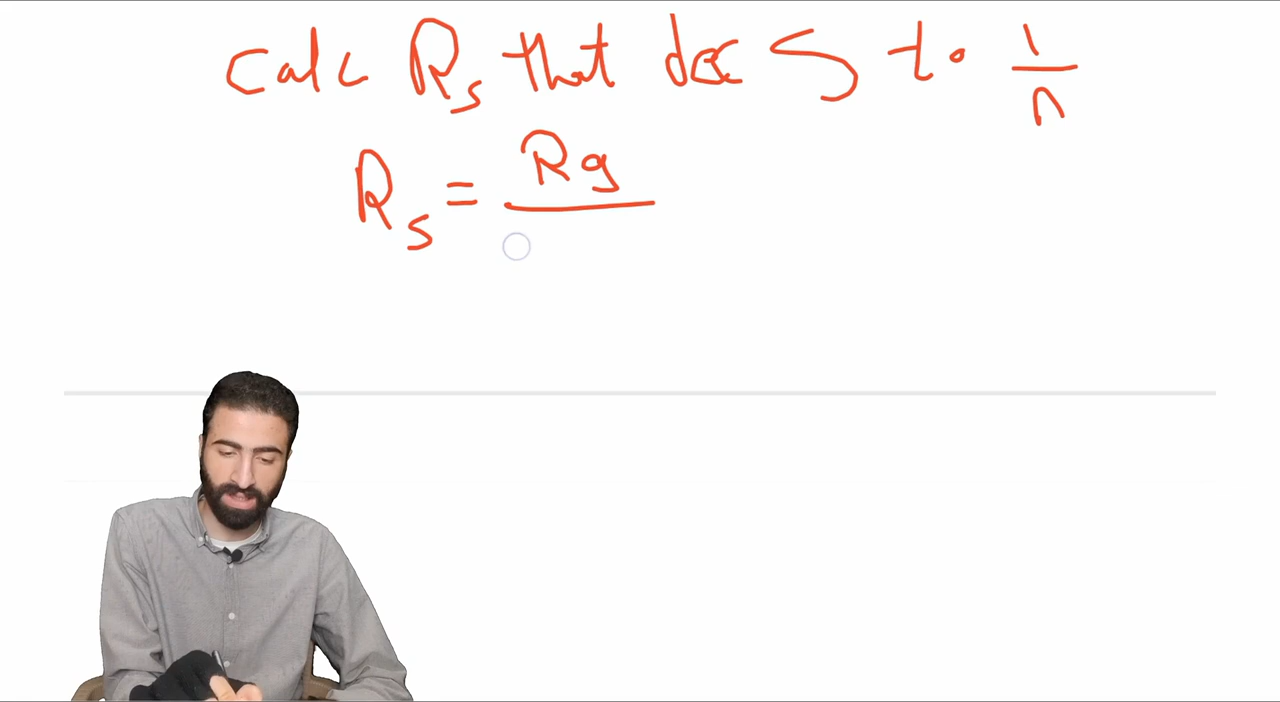 calc Rs that dec S to 1/n
Rs = Rg